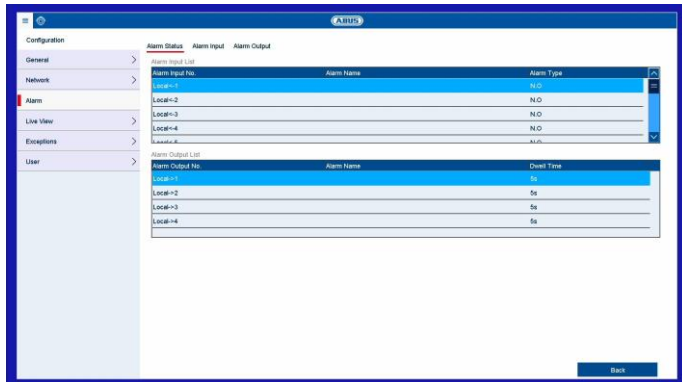 ABUS
Configuration
General
Network
Alarm
Live View
Exceptions
User
Alarm Status Alarm Input Alarm Output
Alarm Input List
Alarm Input No. Alarm Name Alarm Type
Local<-1 N.O
Local<-2 N.O
Local<-3 N.O
Local<-4 N.O
Alarm Output List
Alarm Output No. Alarm Name Dwell Time
Local->1 5s
Local->2 5s
Local->3 5s
Local->4 5s
Back